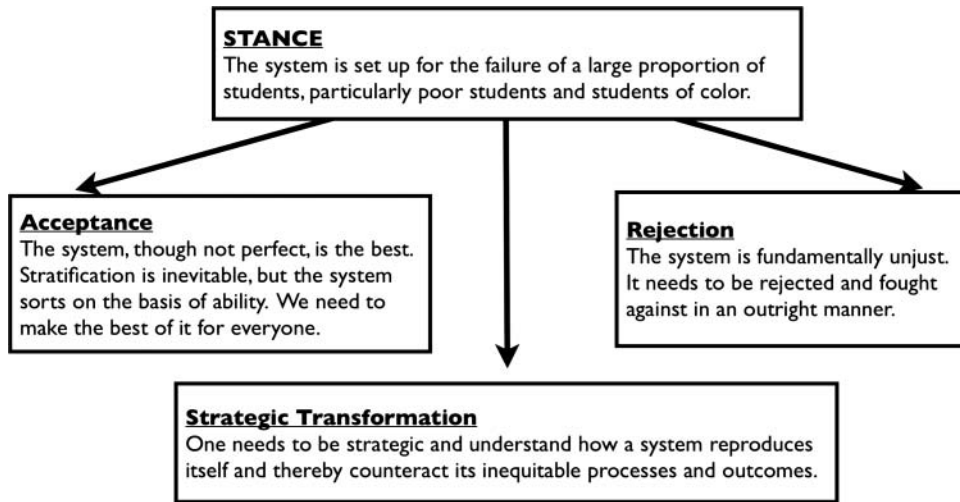 STANCE
The system is set up for the failure of a large proportion of
students, particularly poor students and students of color.
Acceptance
The system, though not perfect, is the best.
Stratification is inevitable, but the system
sorts on the basis of ability. We need to
make the best of it for everyone.
Rejection
The system is fundamentally unjust.
It needs to be rejected and fought
against in an outright manner.
Strategic Transformation
One needs to be strategic and understand how a system reproduces
itself and thereby counteract its inequitable processes and outcomes.